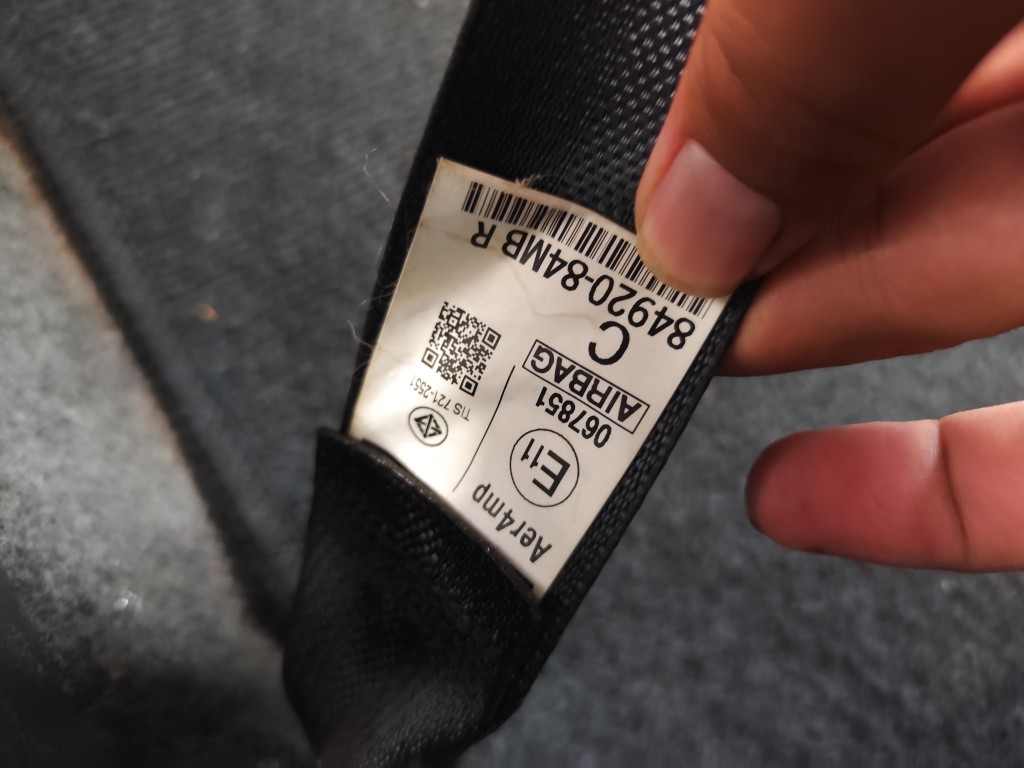 Aer4mp
E11
067851
AIRBAG
C
84920-84MB R
TIS 721-2551